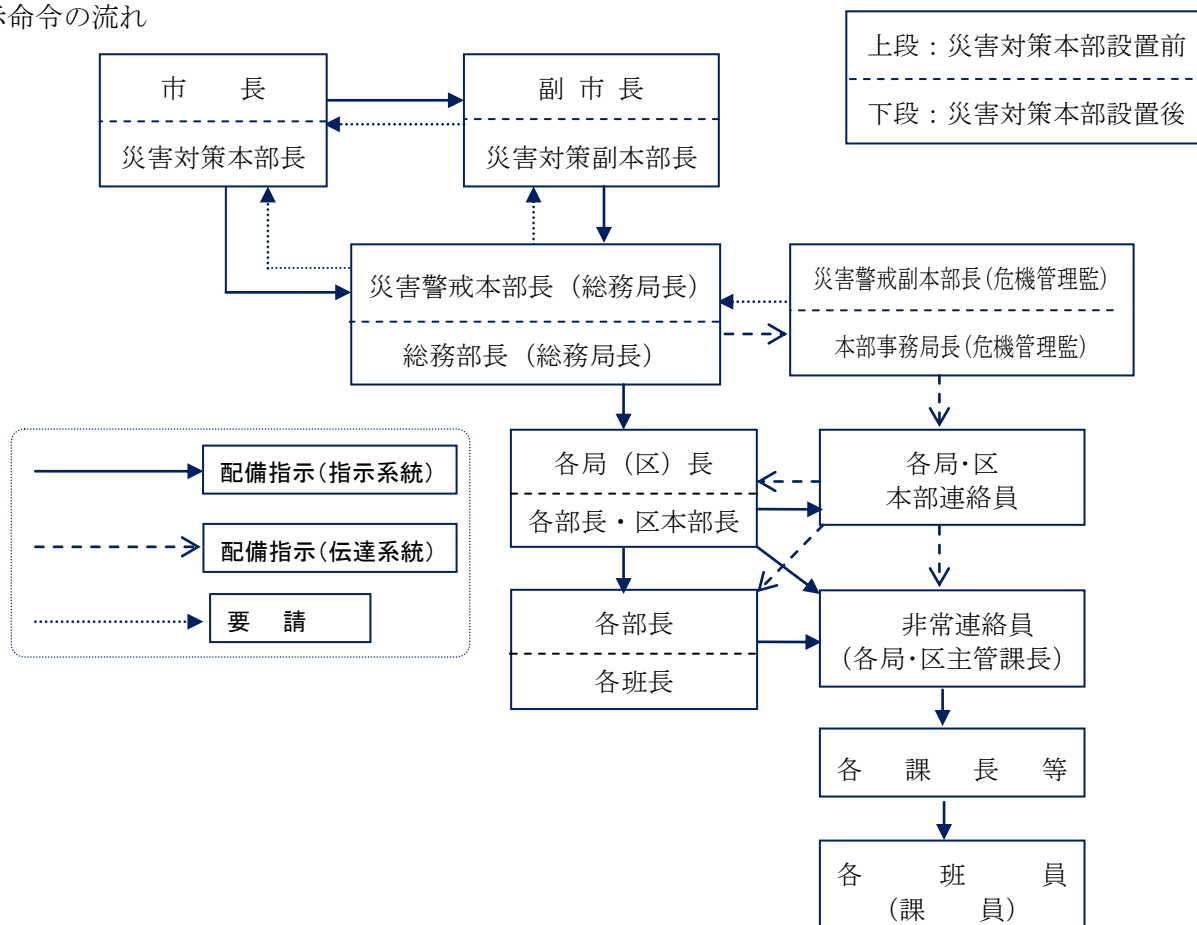 示命令の流れ
上段：災害対策本部設置前
下段：災害対策本部設置後
市　　長
災害対策本部長
副 市 長
災害対策副本部長
災害警戒本部長（総務局長）
総務部長（総務局長）
災害警戒副本部長(危機管理監)
本部事務局長(危機管理監)
配備指示(指示系統)
配備指示(伝達系統)
要　請
各局（区）長
各部長・区本部長
各局・区
本部連絡員
各部長
各班長
非常連絡員
(各局・区主管課長)
各　課　長　等
各　　班　　員
(課　　員)